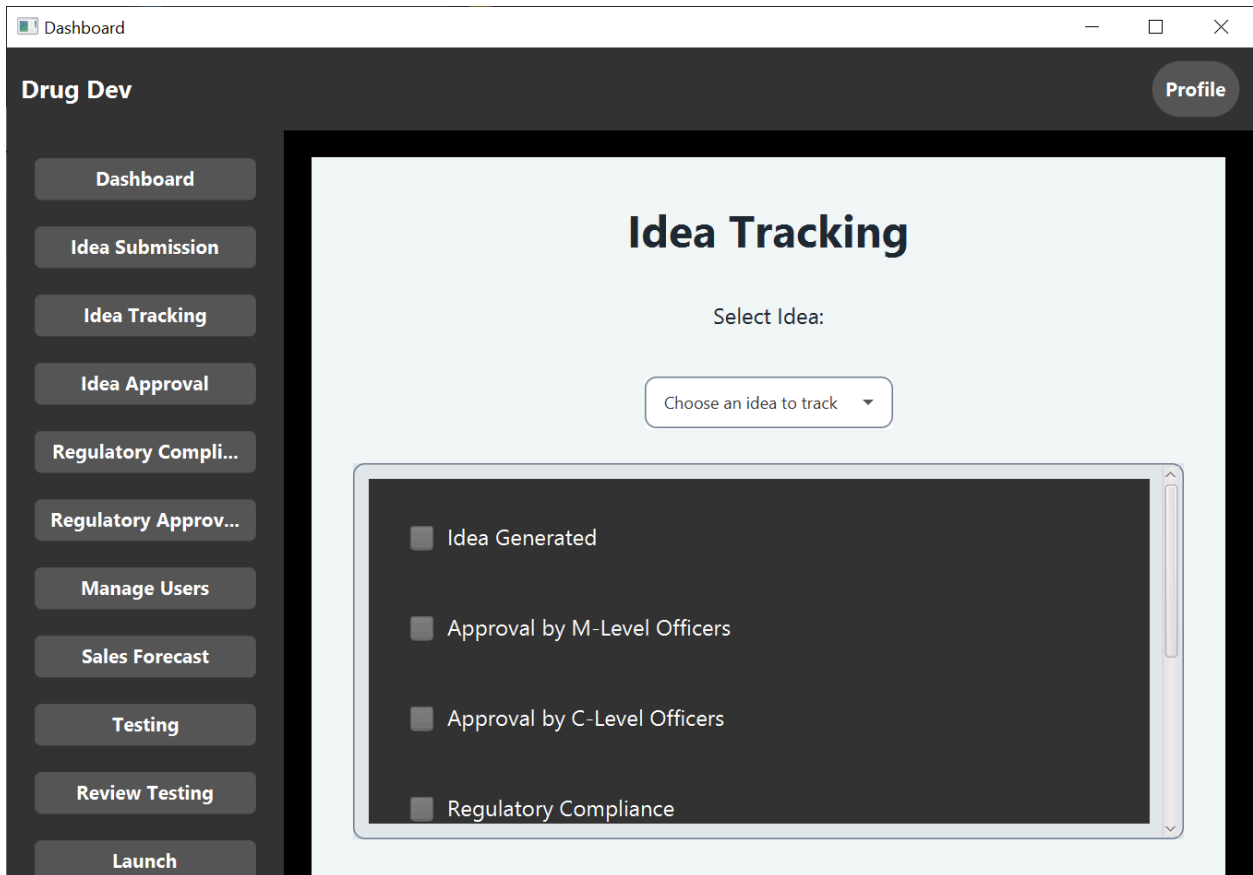 Dashboard
Drug Dev
Profile
Dashboard
Idea Submission
Idea Tracking
Idea Approval
Regulatory Compli...
Regulatory Approv...
Manage Users
Sales Forecast
Testing
Review Testing
Launch
Idea Tracking
Select Idea:
Choose an idea to track
Idea Generated
Approval by M-Level Officers
Approval by C-Level Officers
Regulatory Compliance